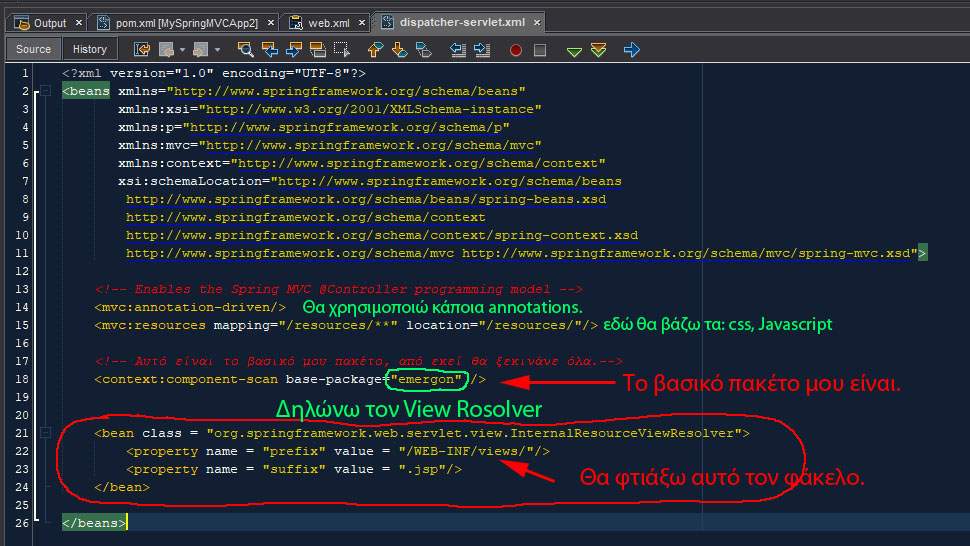 Output × pom.xml [MySpringMVCApp2] × web.xml × dispatcher-servlet.xml ×
Source History
1 <?xml version="1.0" encoding="UTF-8"?>
2 <beans xmlns="http://www.springframework.org/schema/beans"
3 xmlns:xsi="http://www.w3.org/2001/XMLSchema-instance"
4 xmlns:p="http://www.springframework.org/schema/p"
5 xmlns:mvc="http://www.springframework.org/schema/mvc"
6 xmlns:context="http://www.springframework.org/schema/context"
7 xsi:schemaLocation="http://www.springframework.org/schema/beans
8 http://www.springframework.org/schema/beans/spring-beans.xsd
9 http://www.springframework.org/schema/context
10 http://www.springframework.org/schema/context/spring-context.xsd
11 http://www.springframework.org/schema/mvc http://www.springframework.org/schema/mvc/spring-mvc.xsd">
12
13 <!-- Enables the Spring MVC @Controller programming model -->
14 <mvc:annotation-driven/> Θα χρησιμοποιώ κάποια annotations.
15 <mvc:resources mapping="/resources/**" location="/resources/"/> εδώ θα βάζω τα: css, Javascript
16
17 <!-- Αυτό είναι το βασικό μου πακέτο, από εκεί θα ξεκινάνε όλα.-->
18 <context:component-scan base-package="emergon" /> Το βασικό πακέτο μου είναι.
19
20 Δηλώνω τον View Rosolver
21 <bean class = "org.springframework.web.servlet.view.InternalResourceViewResolver">
22 <property name = "prefix" value = "/WEB-INF/views/"/>
23 <property name = "suffix" value = ".jsp"/> Θα φτιάξω αυτό τον φάκελο.
24 </bean>
25
26 </beans>